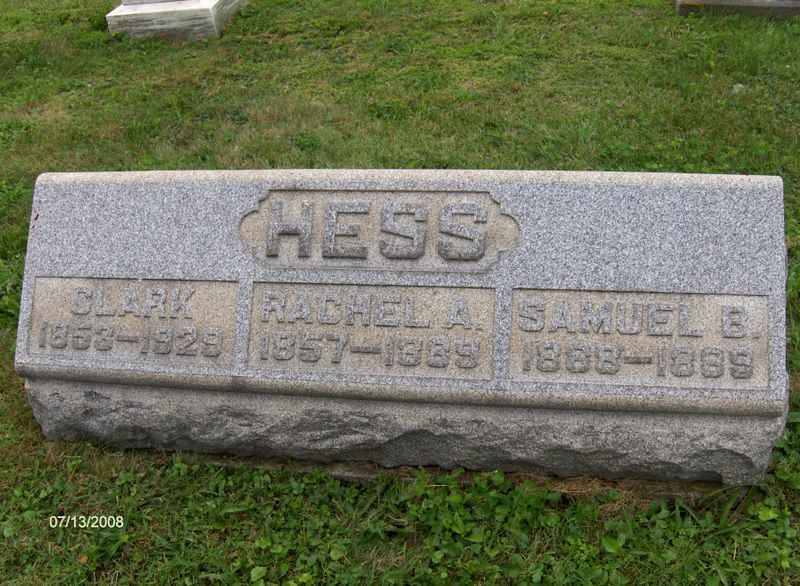 HESS
CLARK
1853–1929
RACHEL A.
1857–1889
SAMUEL B.
1888–1889
07/13/2008